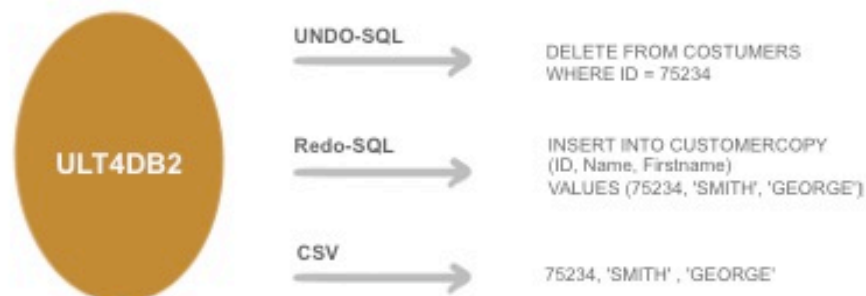 ULT4DB2
UNDO-SQL
DELETE FROM COSTUMERS
WHERE ID = 75234
Redo-SQL
INSERT INTO CUSTOMERCOPY
(ID, Name, Firstname)
VALUES (75234, 'SMITH', 'GEORGE')
CSV
75234, 'SMITH' , 'GEORGE'